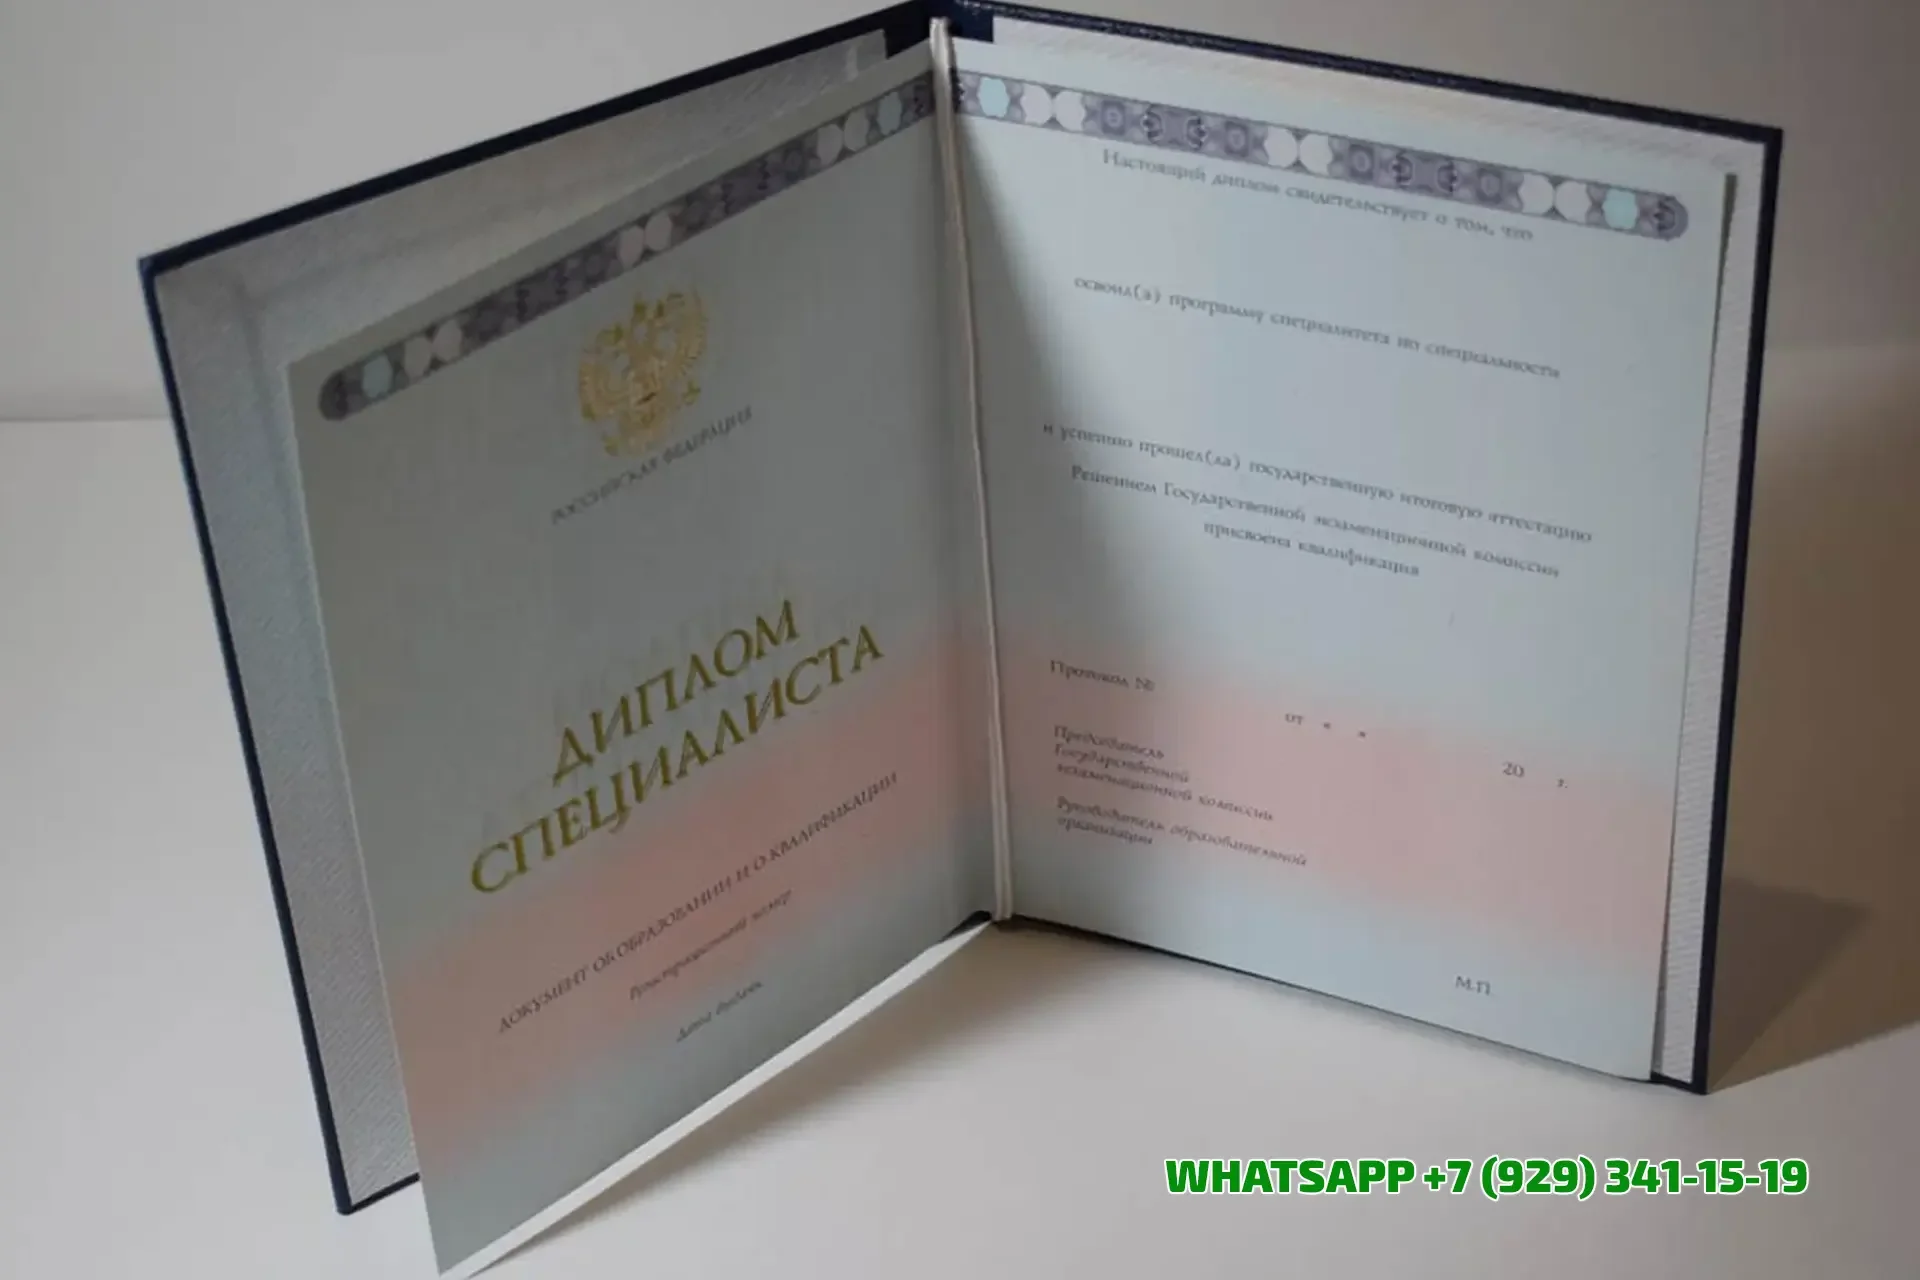 РОССИЙСКАЯ ФЕДЕРАЦИЯ
ДИПЛОМ
СПЕЦИАЛИСТА
ДОКУМЕНТ ОБ ОБРАЗОВАНИИ И О КВАЛИФИКАЦИИ
Регистрационный номер
Дата выдачи
Настоящий диплом свидетельствует о том, что
освоил(а) программу специалитета по специальности
и успешно прошел(ла) государственную итоговую аттестацию
Решением Государственной экзаменационной комиссии
присвоена квалификация
Протокол №
от « »
20 г.
Председатель
Государственной
экзаменационной комиссии
Руководитель образовательной
организации
М.П.
WHATSAPP +7 (929) 341-15-19